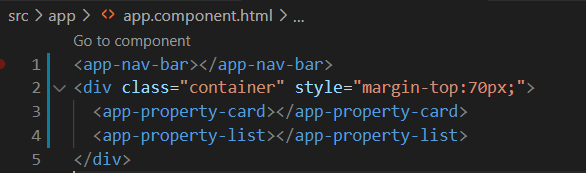 src > app > <> app.component.html > ...
Go to component
1 <app-nav-bar></app-nav-bar>
2 <div class="container" style="margin-top:70px;">
3 <app-property-card></app-property-card>
4 <app-property-list></app-property-list>
5 </div>